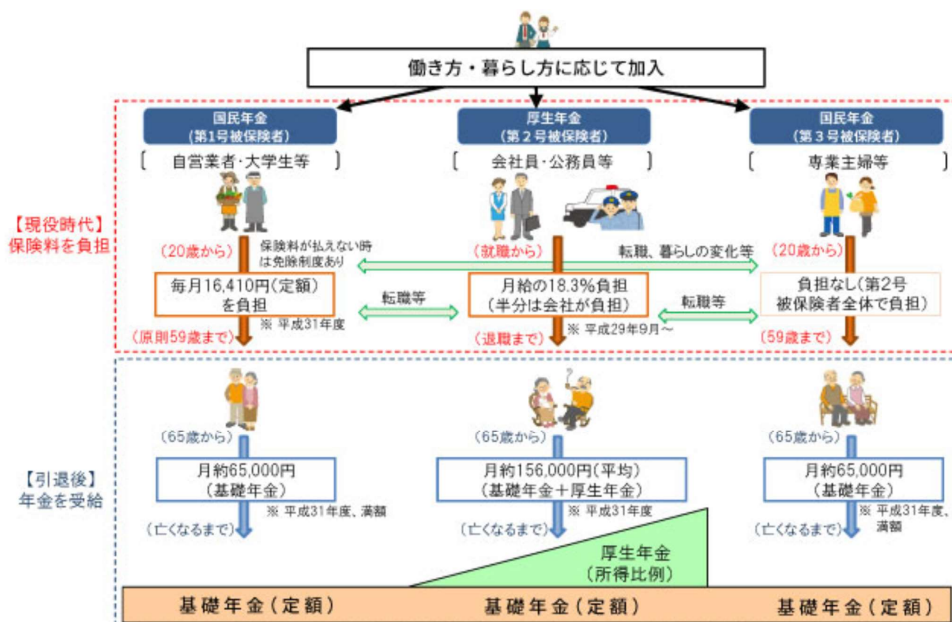 働き方・暮らし方に応じて加入
国民年金
(第1号被保険者)
厚生年金
(第2号被保険者)
国民年金
(第3号被保険者)
自営業者・大学生等
会社員・公務員等
専業主婦等
【現役時代】
保険料を負担
(20歳から)
保険料が払えない時
は免除制度あり
(就職から)
転職、暮らしの変化等
(20歳から)
毎月16,410円(定額)
を負担
転職等
月給の18.3%負担
(半分は会社が負担)
転職等
負担なし(第2号
被保険者全体で負担)
※ 平成31年度
※ 平成29年9月~
(原則59歳まで)
(退職まで)
(59歳まで)
【引退後】
年金を受給
(65歳から)
(65歳から)
(65歳から)
月約65,000円
(基礎年金)
月約156,000円(平均)
(基礎年金+厚生年金)
月約65,000円
(基礎年金)
※ 平成31年度、満額
※ 平成31年度
※ 平成31年度、
満額
(亡くなるまで)
(亡くなるまで)
(亡くなるまで)
厚生年金
(所得比例)
基礎年金(定額)
基礎年金(定額)
基礎年金(定額)